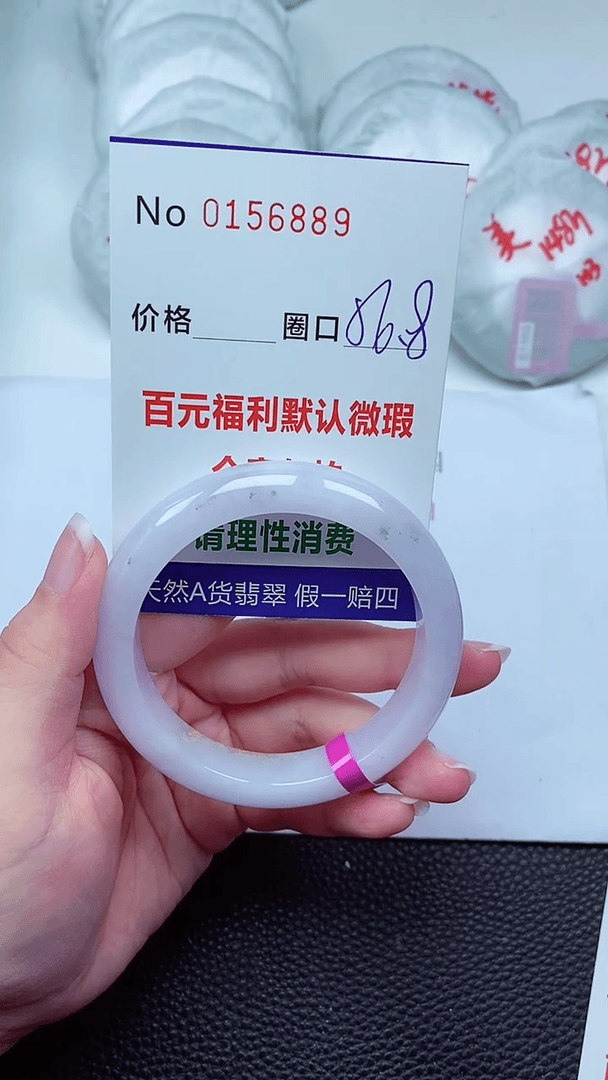 No 0156889
价格 圈口 56.8
百元福利默认微瑕
请理性消费
天然A货翡翠 假一赔四
美